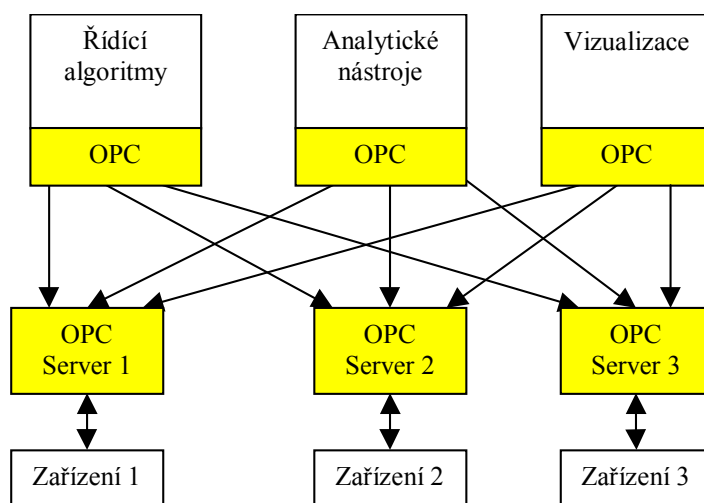 Řídící
algoritmy
Analytické
nástroje
Vizualizace
OPC
OPC
OPC
OPC
Server 1
OPC
Server 2
OPC
Server 3
Zařízení 1
Zařízení 2
Zařízení 3